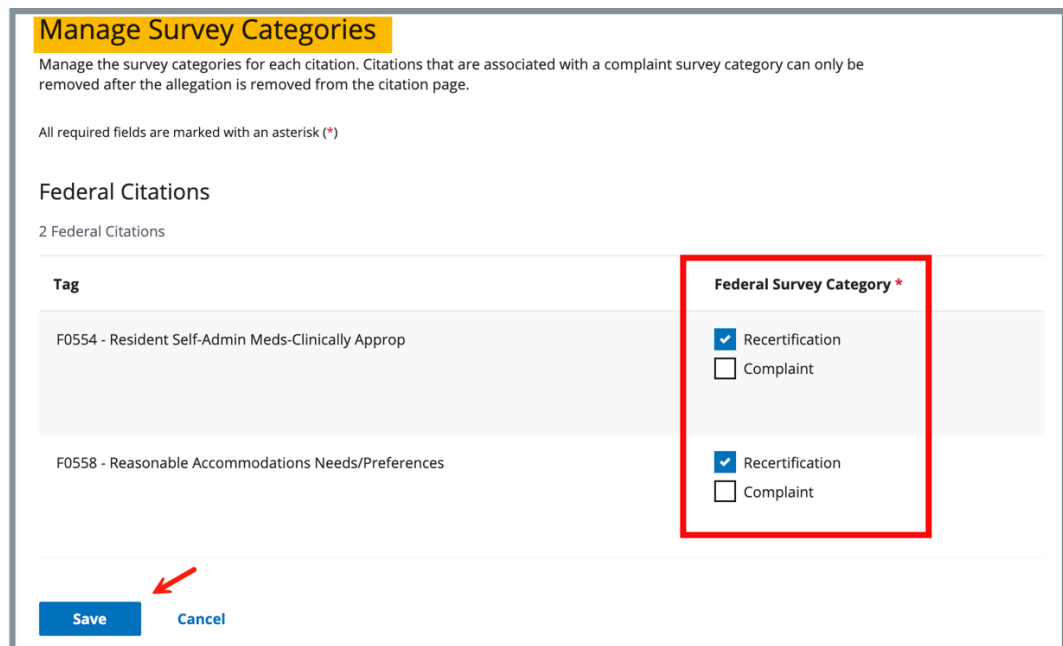 Manage Survey Categories
Manage the survey categories for each citation. Citations that are associated with a complaint survey category can only be
removed after the allegation is removed from the citation page.
All required fields are marked with an asterisk (*)
Federal Citations
2 Federal Citations
Tag Federal Survey Category *
F0554 - Resident Self-Admin Meds-Clinically Approp Recertification
Complaint
F0558 - Reasonable Accommodations Needs/Preferences Recertification
Complaint
Save Cancel